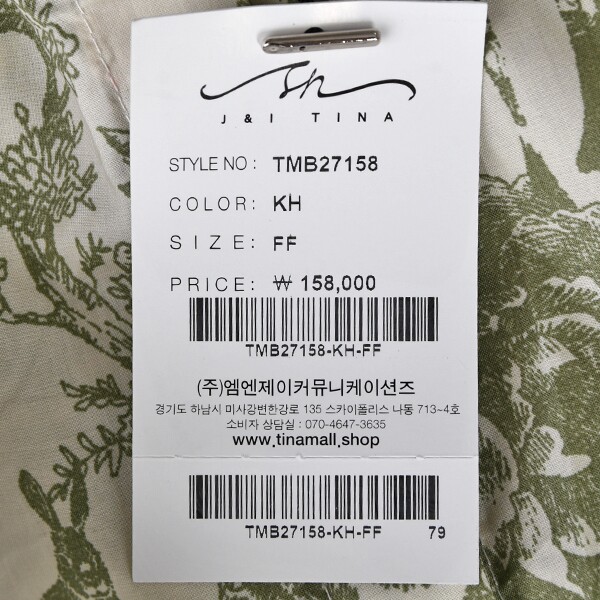 J & I TINA
STYLE NO : TMB27158
COLOR: KH
SIZE: FF
PRICE: ₩ 158,000
TMB27158-KH-FF
(주)엠엔제이커뮤니케이션즈
경기도 하남시 미사강변한강로 135 스카이폴리스 나동 713~4호
소비자 상담실 : 070-4647-3635
www.tinamall.shop
TMB27158-KH-FF 79